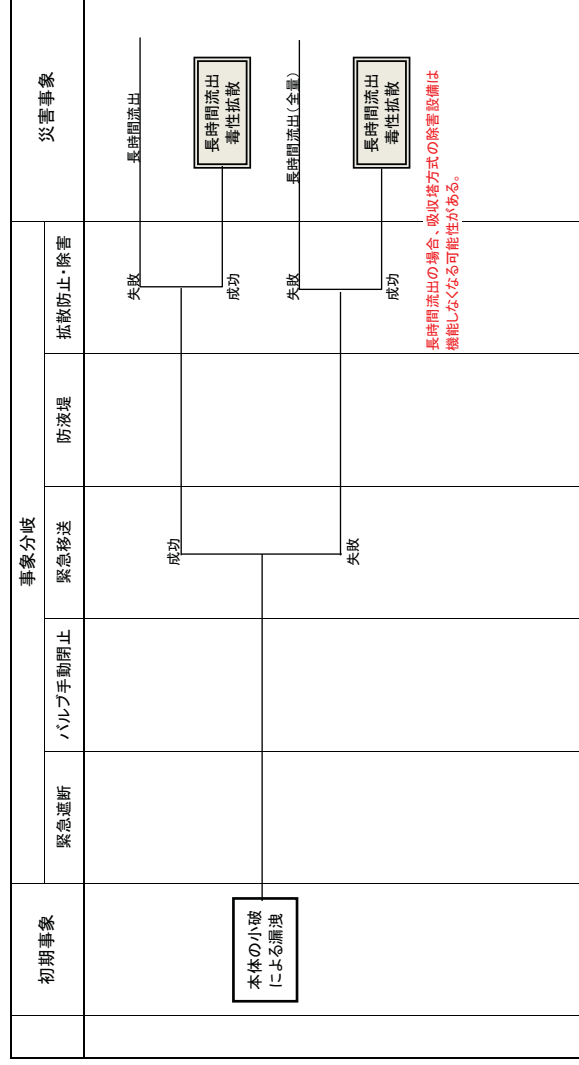 初期事象
事象分岐
災害事象
緊急遮断
バルブ手動閉止
緊急移送
防液堤
拡散防止・除害
本体の小破
による漏洩
成功
失敗
失敗
長時間流出
成功
長時間流出
毒性拡散
失敗
長時間流出(全量)
成功
長時間流出
毒性拡散
長時間流出の場合、吸収塔方式の除害設備は
機能しなくなる可能性がある。